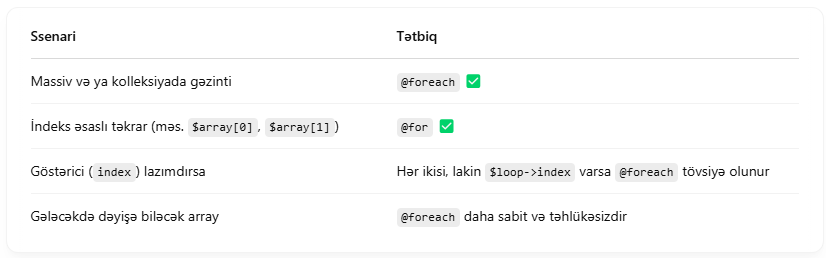 Ssenari Tətbiq
Massiv və ya kolleksiyada gəzinti @foreach ✅
İndeks əsaslı təkrar (məs. $array[0], $array[1]) @for ✅
Göstərici (index) lazımdırsa Hər ikisi, lakin $loop->index varsa @foreach tövsiyə olunur
Gələcəkdə dəyişə biləcək array @foreach daha sabit və təhlükəsizdir